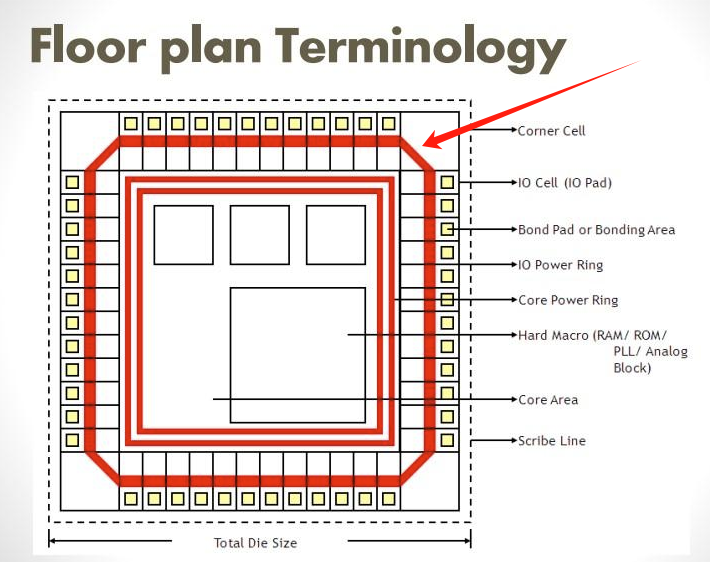 Floor plan Terminology
Corner Cell
IO Cell (IO Pad)
Bond Pad or Bonding Area
IO Power Ring
Core Power Ring
Hard Macro (RAM/ ROM/
PLL/ Analog
Block)
Core Area
Scribe Line
Total Die Size